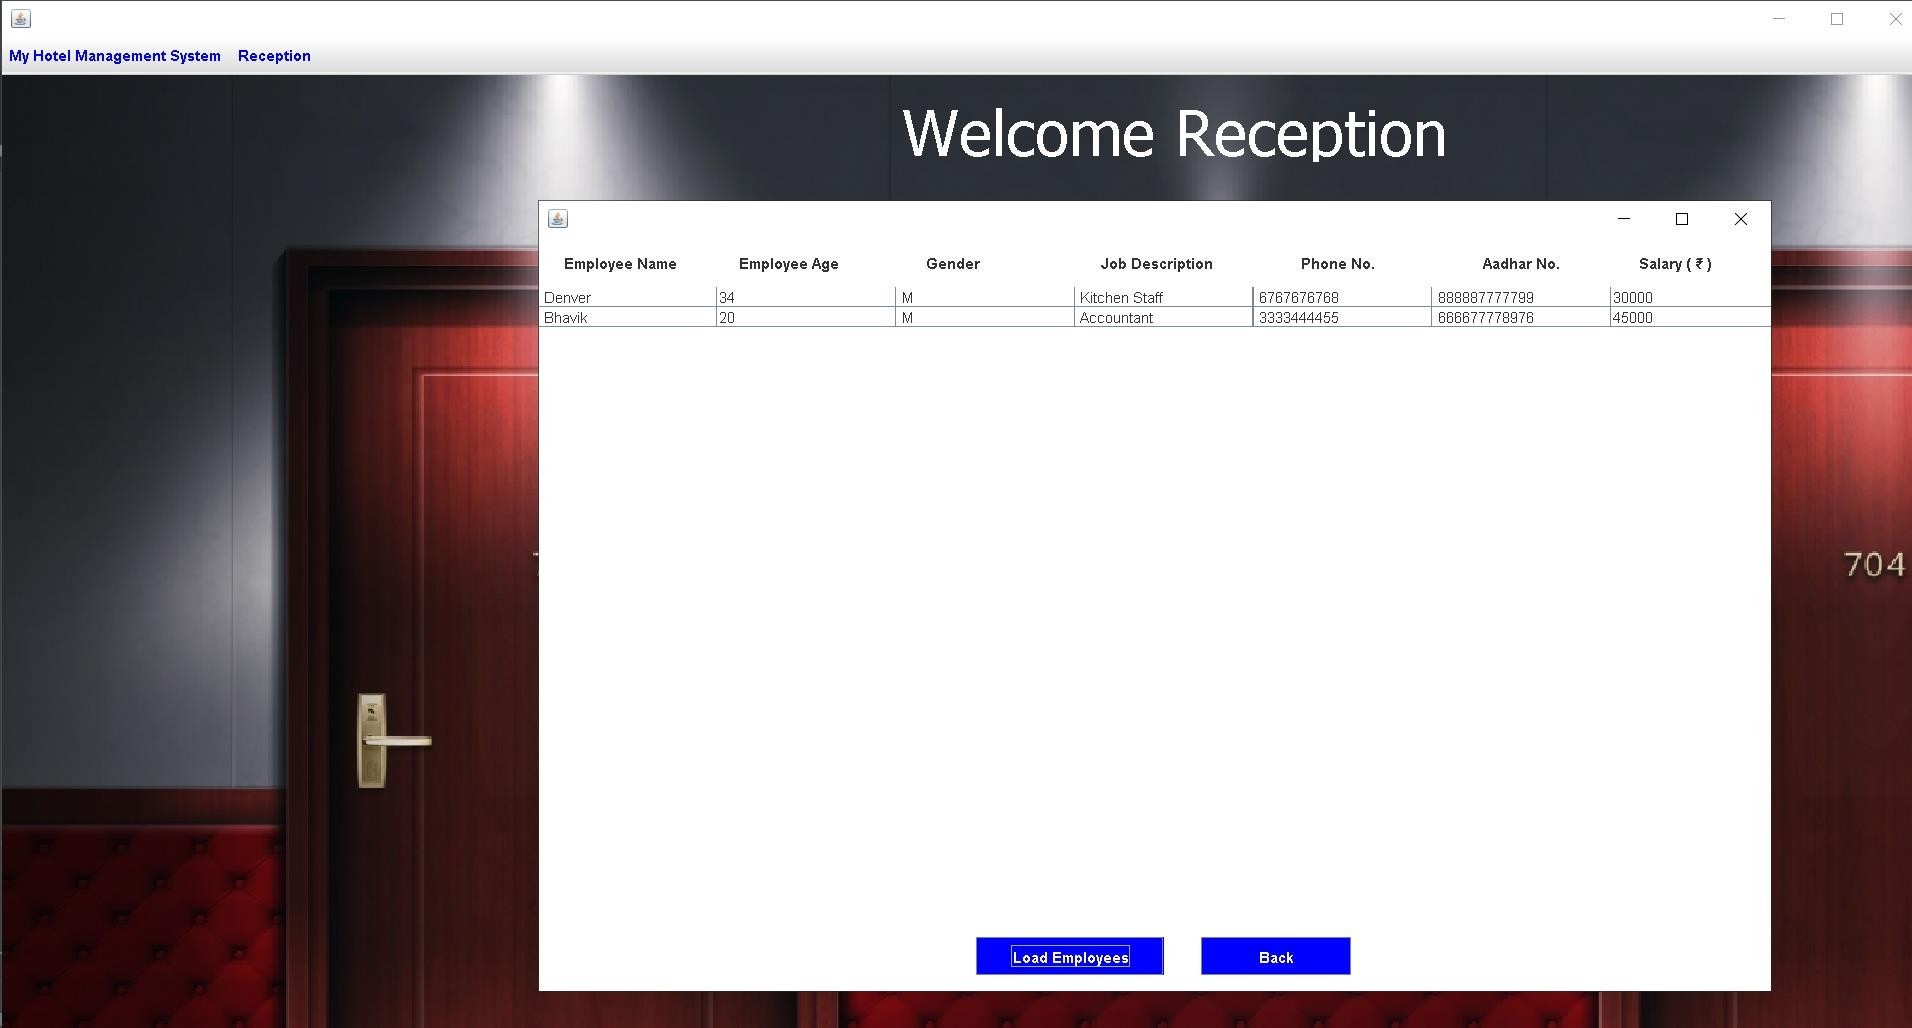 My Hotel Management System Reception
Welcome Reception
Employee Name Employee Age Gender Job Description Phone No. Aadhar No. Salary ( ₹ )
Denver 34 M Kitchen Staff 6767676768 888887777799 30000
Bhavik 20 M Accountant 3333444455 666677778976 45000
704
Load Employees Back